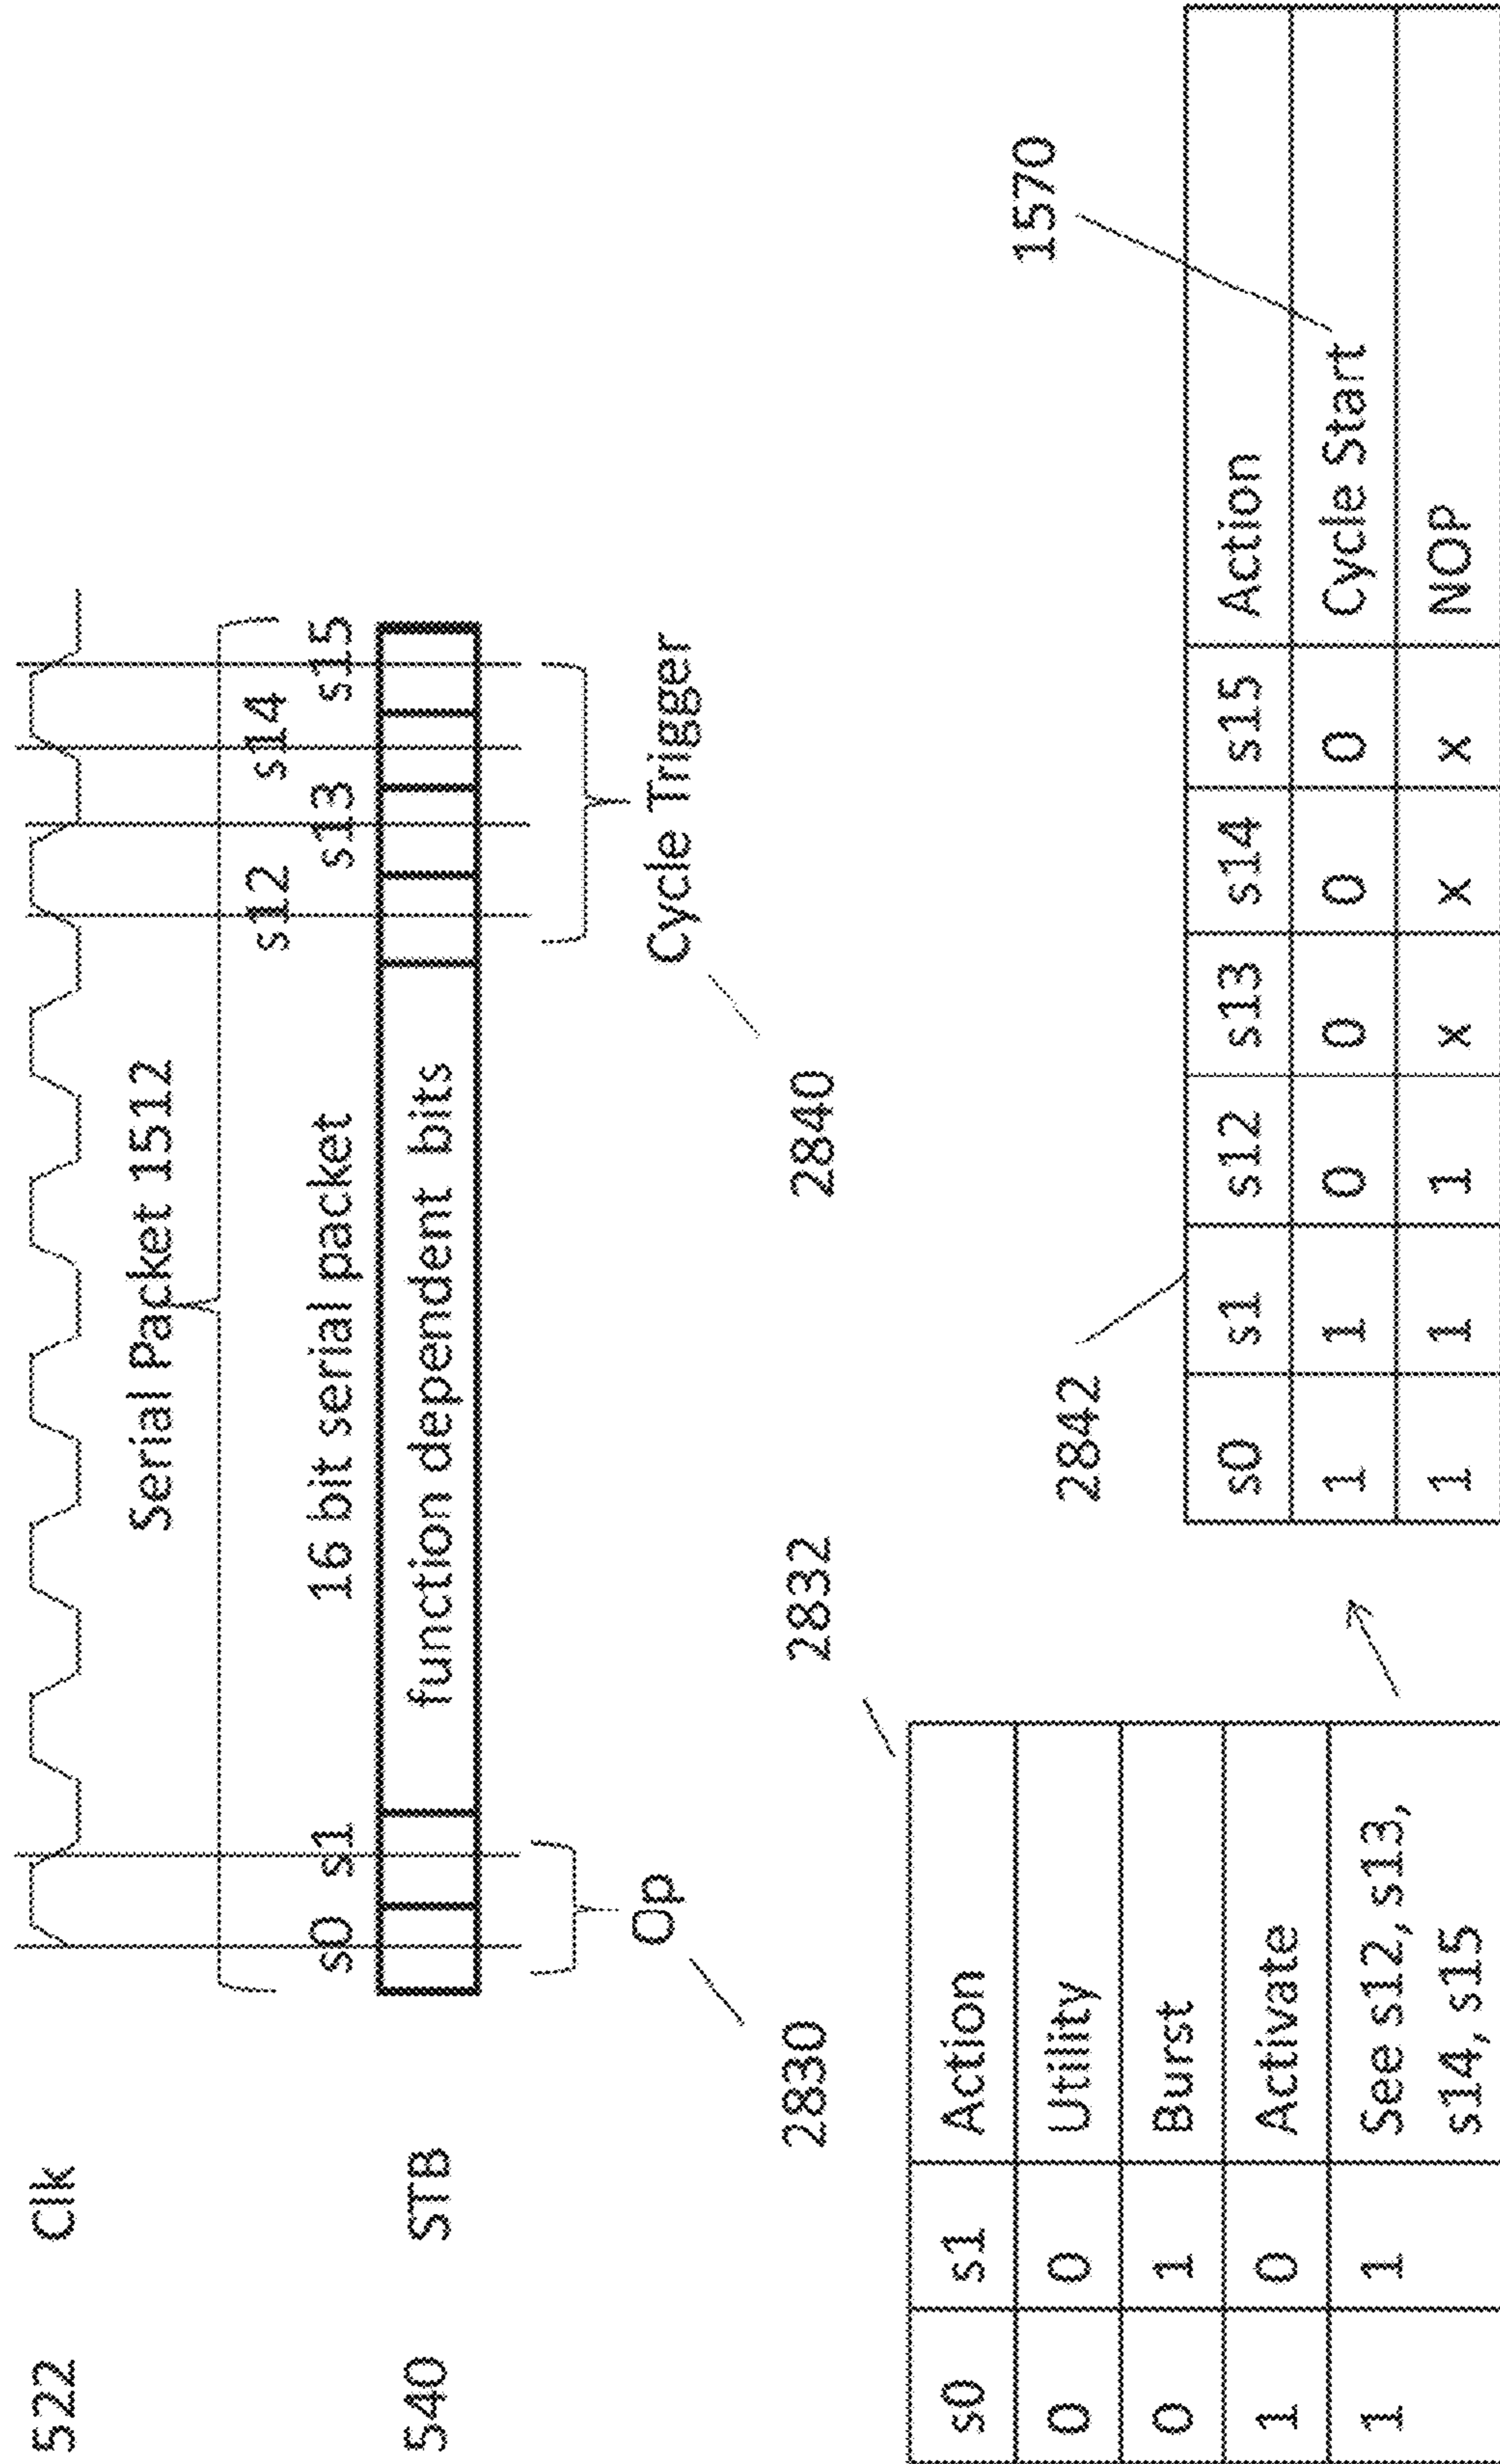 522 Clk
Serial Packet 1512
s12 s14
16 bit serial packet
s0 s1 s13 s15
540 STB
function dependent bits
Op
Cycle Trigger
2830
2840
2832
s0 s1 Action
0 0 Utility
0 1 Burst
1 0 Activate
1 1 See s12, s13,
s14, s15
1570
2842
s0 s1 s12 s13 s14 s15 Action
1 1 0 0 0 0 Cycle Start
1 1 1 x x x NOP